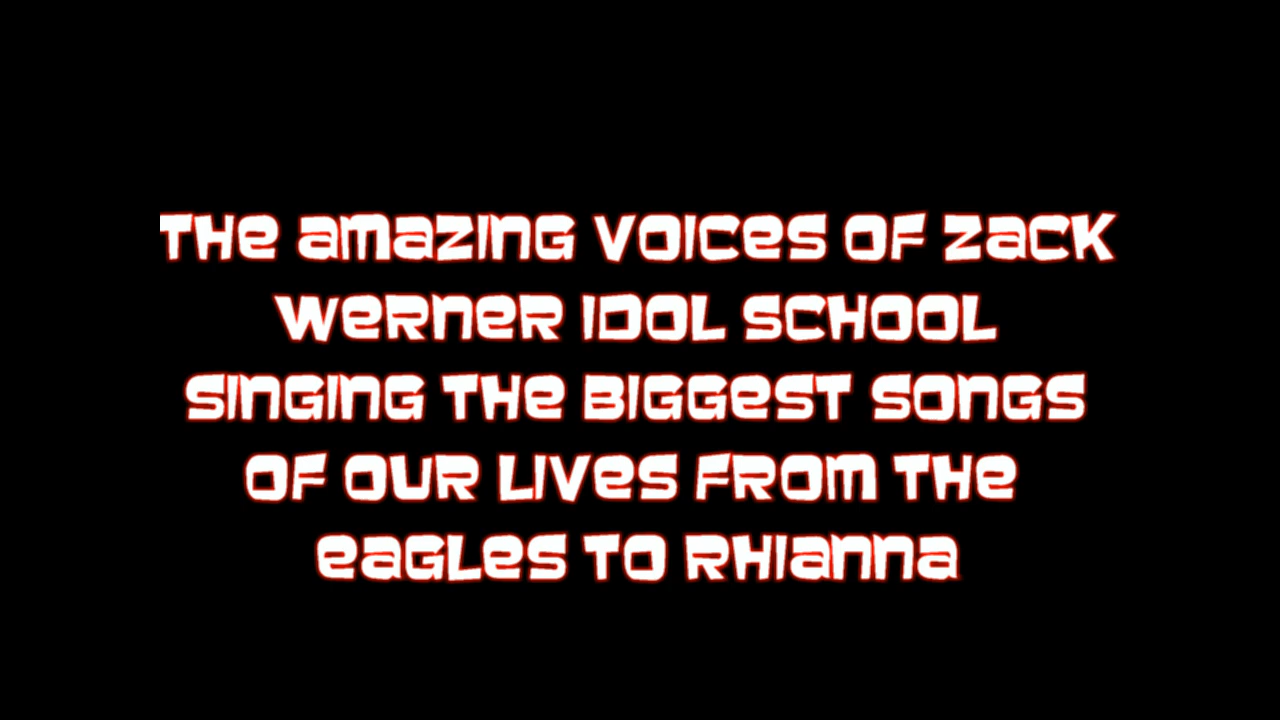 THE AMAZING VOICES OF ZACK
WERNER IDOL SCHOOL
SINGING THE BIGGEST SONGS
OF OUR LIVES FROM THE
EAGLES TO RHIANNA